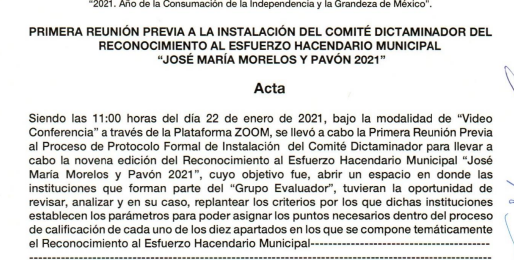 "2021. Año de la Consumación de la Independencia y la Grandeza de México".
PRIMERA REUNIÓN PREVIA A LA INSTALACIÓN DEL COMITÉ DICTAMINADOR DEL
RECONOCIMIENTO AL ESFUERZO HACENDARIO MUNICIPAL
"JOSÉ MARÍA MORELOS Y PAVÓN 2021"
Acta
Siendo las 11:00 horas del día 22 de enero de 2021, bajo la modalidad de "Video
Conferencia" a través de la Plataforma ZOOM, se llevó a cabo la Primera Reunión Previa
al Proceso de Protocolo Formal de Instalación del Comité Dictaminador para llevar a
cabo la novena edición del Reconocimiento al Esfuerzo Hacendario Municipal "José
María Morelos y Pavón 2021", cuyo objetivo fue, abrir un espacio en donde las
instituciones que forman parte del "Grupo Evaluador", tuvieran la oportunidad de
revisar, analizar y en su caso, replantear los criterios por los que dichas instituciones
establecen los parámetros para poder asignar los puntos necesarios dentro del proceso
de calificación de cada uno de los diez apartados en los que se compone temáticamente
el Reconocimiento al Esfuerzo Hacendario Municipal----------------------------------------
--------------------------------------------------------------------------------------------------------